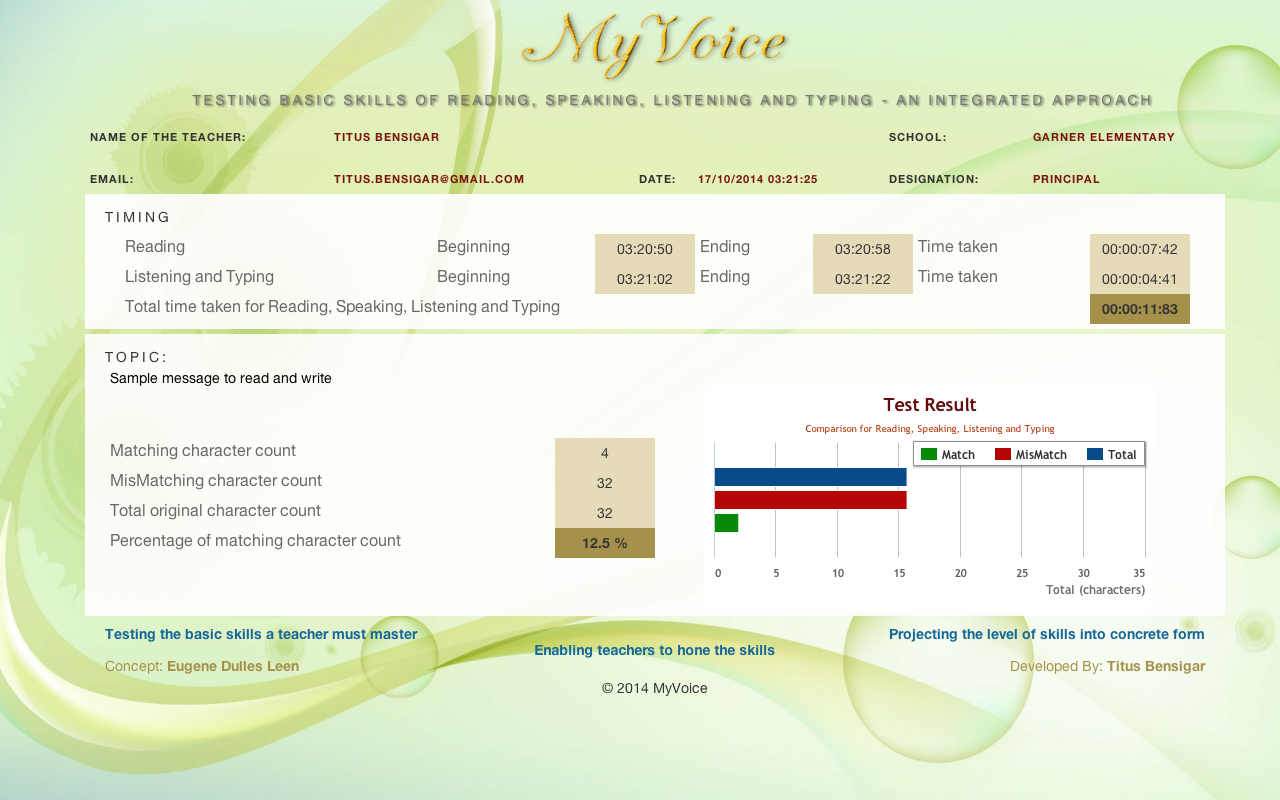 MyVoice
TESTING BASIC SKILLS OF READING, SPEAKING, LISTENING AND TYPING - AN INTEGRATED APPROACH
NAME OF THE TEACHER: TITUS BENSIGAR SCHOOL: GARNER ELEMENTARY
EMAIL: TITUS.BENSIGAR@GMAIL.COM DATE: 17/10/2014 03:21:25 DESIGNATION: PRINCIPAL
TIMING
Reading Beginning 03:20:50 Ending 03:20:58 Time taken 00:00:07:42
Listening and Typing Beginning 03:21:02 Ending 03:21:22 Time taken 00:00:04:41
Total time taken for Reading, Speaking, Listening and Typing 00:00:11:83
TOPIC:
Sample message to read and write
Matching character count 4
MisMatching character count 32
Total original character count 32
Percentage of matching character count 12.5 %
Test Result
Comparison for Reading, Speaking, Listening and Typing
Match MisMatch Total
0 5 10 15 20 25 30 35
Total (characters)
Testing the basic skills a teacher must master
Enabling teachers to hone the skills
Projecting the level of skills into concrete form
Concept: Eugene Dulles Leen
Developed By: Titus Bensigar
© 2014 MyVoice